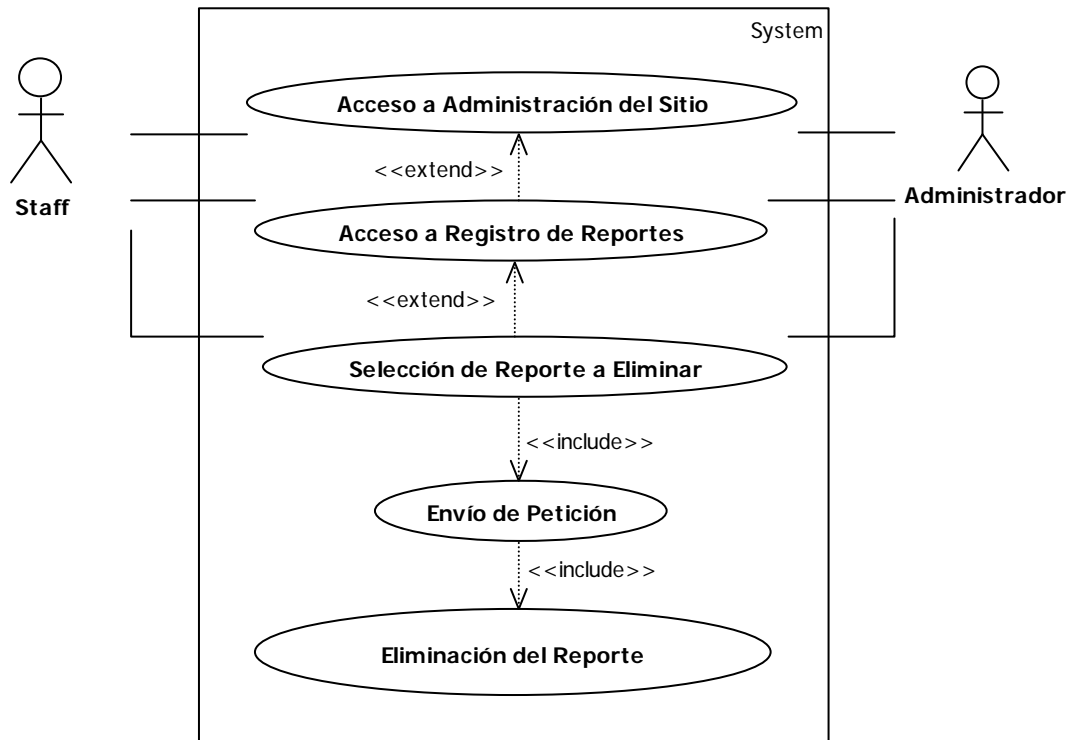 System
Acceso a Administración del Sitio
<<extend>>
Staff
Administrador
Acceso a Registro de Reportes
<<extend>>
Selección de Reporte a Eliminar
<<include>>
Envío de Petición
<<include>>
Eliminación del Reporte